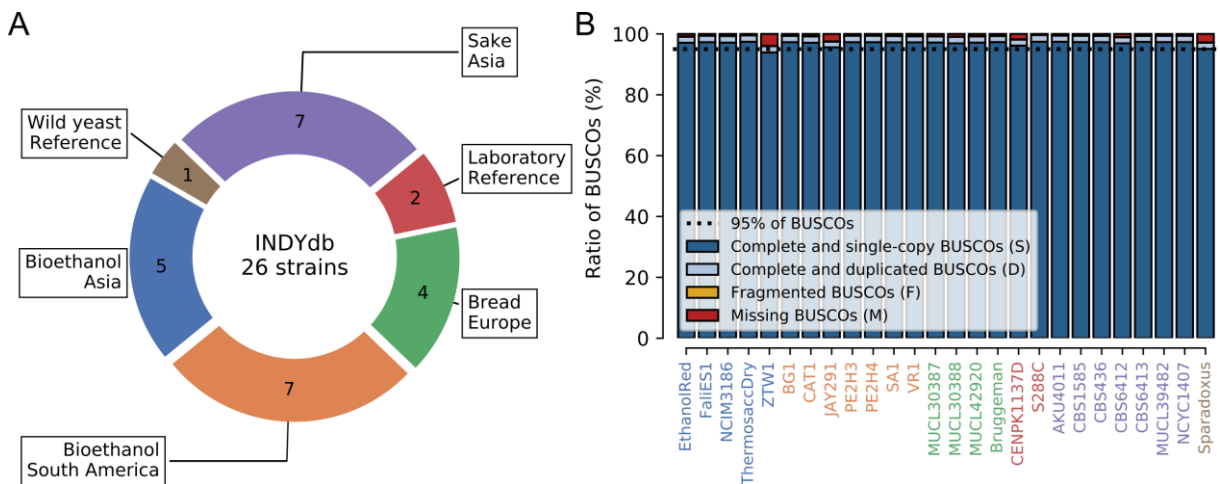 A
Sake
Asia
7
Wild yeast
Reference
1
Laboratory
Reference
2
INDYdb
26 strains
Bioethanol
Asia
5
4
Bread
Europe
7
Bioethanol
South America
B
Ratio of BUSCOs (%)
100
80
60
40
20
0
95% of BUSCOs
Complete and single-copy BUSCOs (S)
Complete and duplicated BUSCOs (D)
Fragmented BUSCOs (F)
Missing BUSCOs (M)
EthanolRed
FaliES1
NCIM3186
ThermosaccDry
ZTW1
BG1
CAT1
JAY291
PE2H3
PE2H4
SA1
VR1
MUCL30387
MUCL30388
MUCL42920
Bruggeman
CENPK1137D
S288C
AKU4011
CBS1585
CBS436
CBS6412
CBS6413
MUCL39482
NCYC1407
Sparadoxus